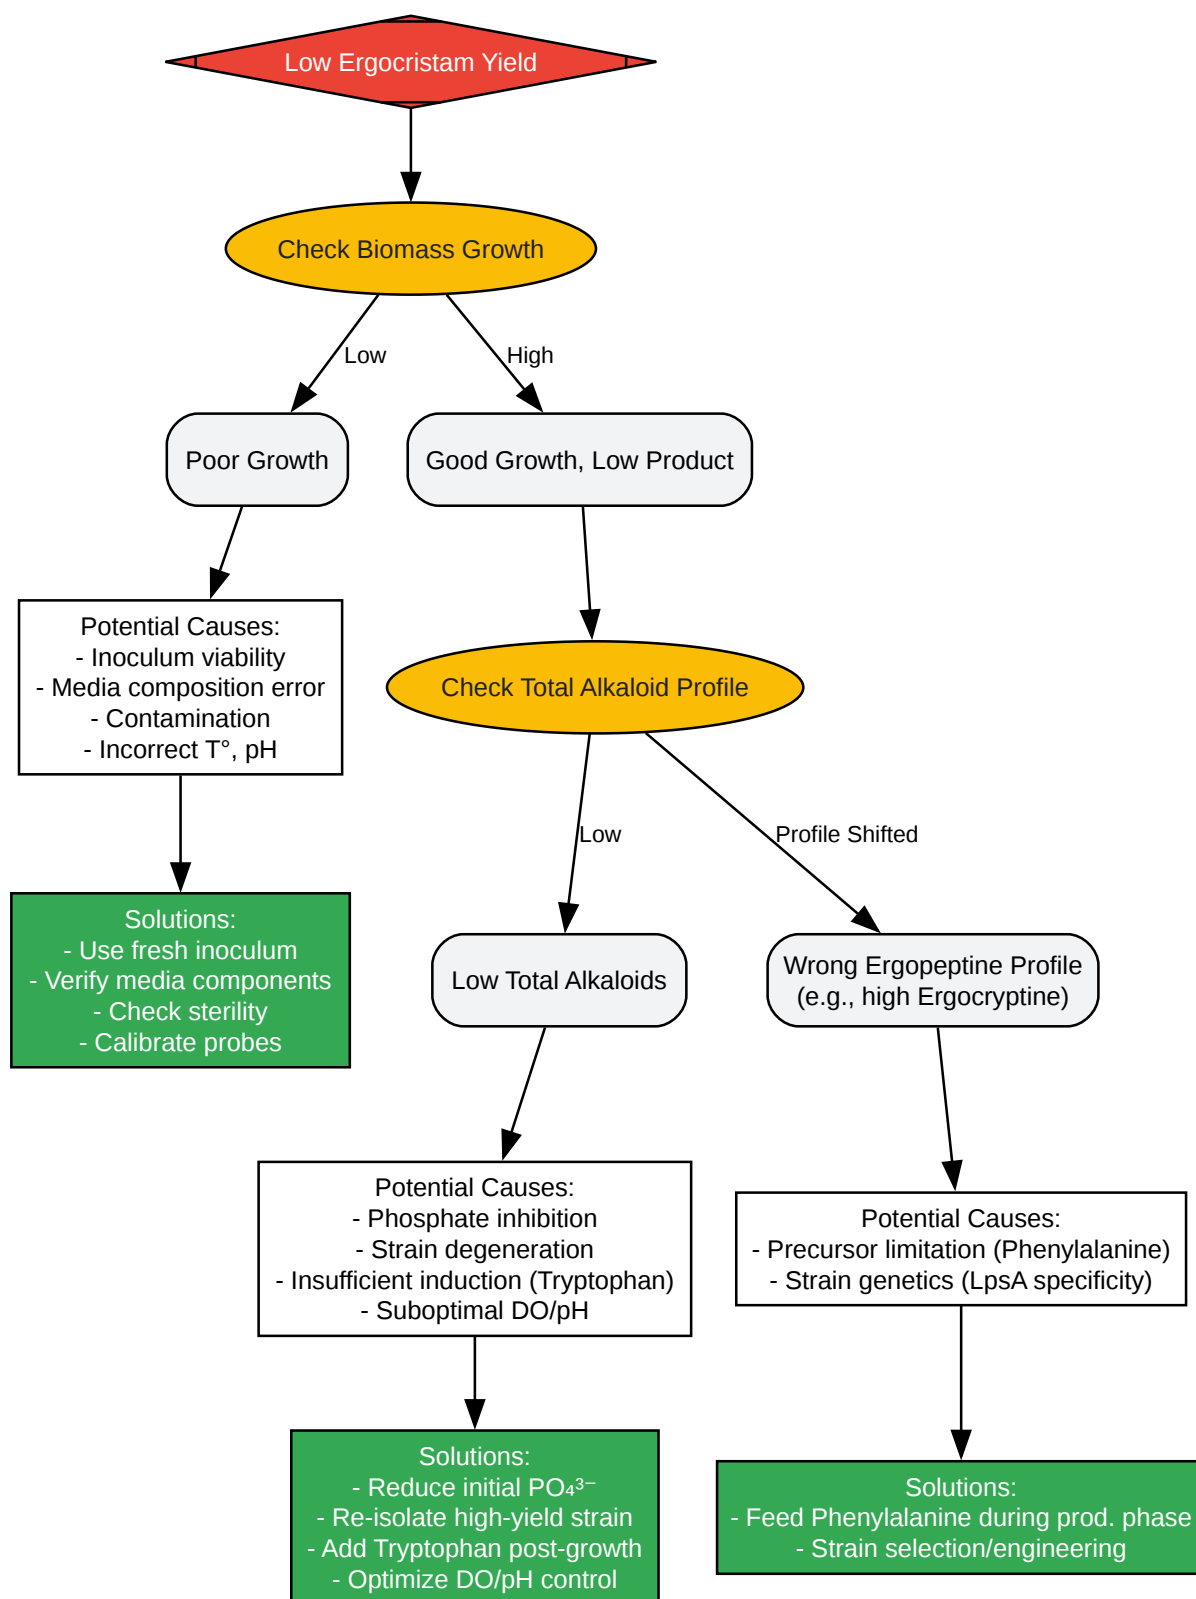 Low Ergocristam Yield
Check Biomass Growth
Low
High
Poor Growth
Good Growth, Low Product
Potential Causes:
- Inoculum viability
- Media composition error
- Contamination
- Incorrect T°, pH
Check Total Alkaloid Profile
Low
Profile Shifted
Solutions:
- Use fresh inoculum
- Verify media components
- Check sterility
- Calibrate probes
Low Total Alkaloids
Wrong Ergopeptine Profile
(e.g., high Ergocryptine)
Potential Causes:
- Phosphate inhibition
- Strain degeneration
- Insufficient induction (Tryptophan)
- Suboptimal DO/pH
Potential Causes:
- Precursor limitation (Phenylalanine)
- Strain genetics (LpsA specificity)
Solutions:
- Reduce initial PO₄³⁻
- Re-isolate high-yield strain
- Add Tryptophan post-growth
- Optimize DO/pH control
Solutions:
- Feed Phenylalanine during prod. phase
- Strain selection/engineering